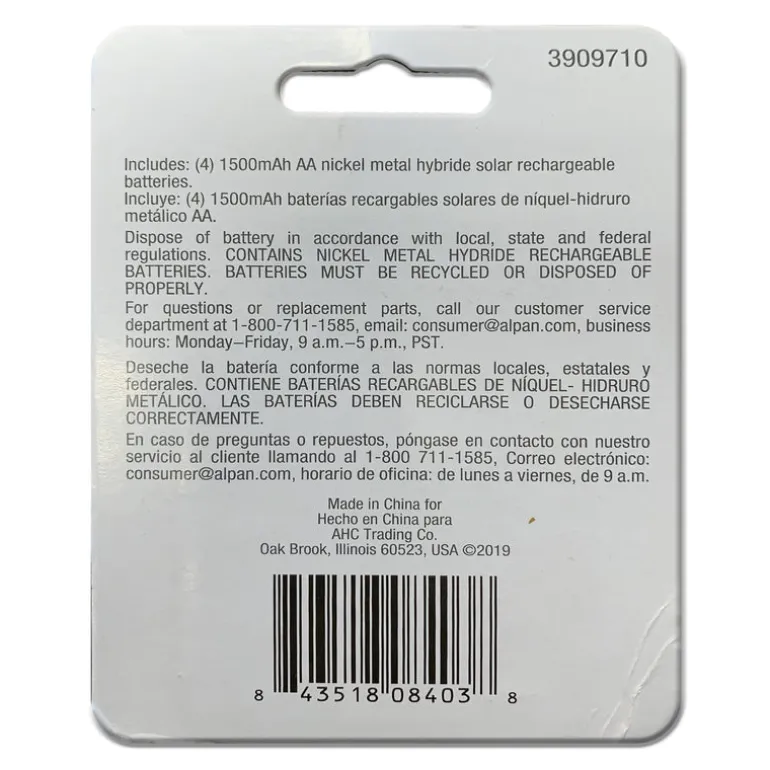 3909710
Includes: (4) 1500mAh AA nickel metal hybride solar rechargeable
batteries.
Incluye: (4) 1500mAh baterías recargables solares de níquel-hidruro
metálico AA.
Dispose of battery in accordance with local, state and federal
regulations. CONTAINS NICKEL METAL HYDRIDE RECHARGEABLE
BATTERIES. BATTERIES MUST BE RECYCLED OR DISPOSED OF
PROPERLY.
For questions or replacement parts, call our customer service
department at 1-800-711-1585, email: consumer@alpan.com, business
hours: Monday–Friday, 9 a.m.–5 p.m., PST.
Deseche la batería conforme a las normas locales, estatales y
federales. CONTIENE BATERÍAS RECARGABLES DE NÍQUEL- HIDRURO
METÁLICO. LAS BATERÍAS DEBEN RECICLARSE O DESECHARSE
CORRECTAMENTE.
En caso de preguntas o repuestos, póngase en contacto con nuestro
servicio al cliente llamando al 1-800 711-1585, Correo electrónico:
consumer@alpan.com, horario de oficina: de lunes a viernes, de 9 a.m.
Made in China for
Hecho en China para
AHC Trading Co.
Oak Brook, Illinois 60523, USA ©2019
8 43518 08403 8